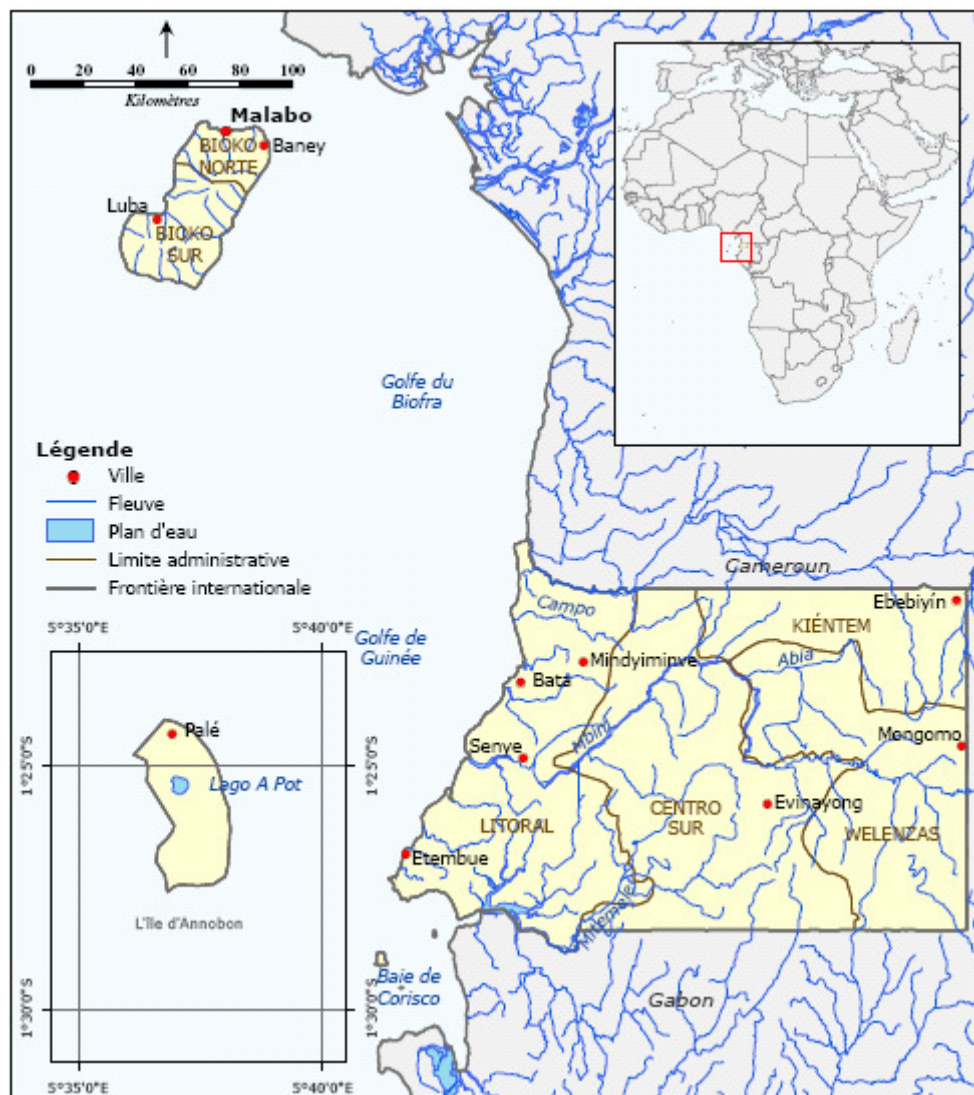 0 20 40 60 80 100
Kilomètres
Malabo
BIOKO
NORTE
Baney
Luba
BIOKO
SUR
Golfe du
Biofra
Légende
Ville
Fleuve
Plan d'eau
Limite administrative
Frontière internationale
Cameroun
Campo
Ebebiyín
KIÉNTEM
Golfe de
Guinée
Mindyiminve
Abia
Bata
Mbini
Mongomo
Senye
CENTRO
SUR
Evinayong
LITORAL
WELENZAS
Etembue
Mitemele
Baie de
Corisco
Gabon
5°35'0"E 5°40'0"E
Palé
1°25'0"S 1°25'0"S
Lago A Pot
L'île d'Annobon
1°30'0"S 1°30'0"S
5°35'0"E 5°40'0"E